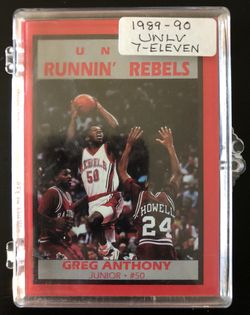 1989-90
UNLV
7-ELEVEN
UN
RUNNIN' REBELS
REBELS
50
HOWELL
24
GREG ANTHONY
JUNIOR • #50